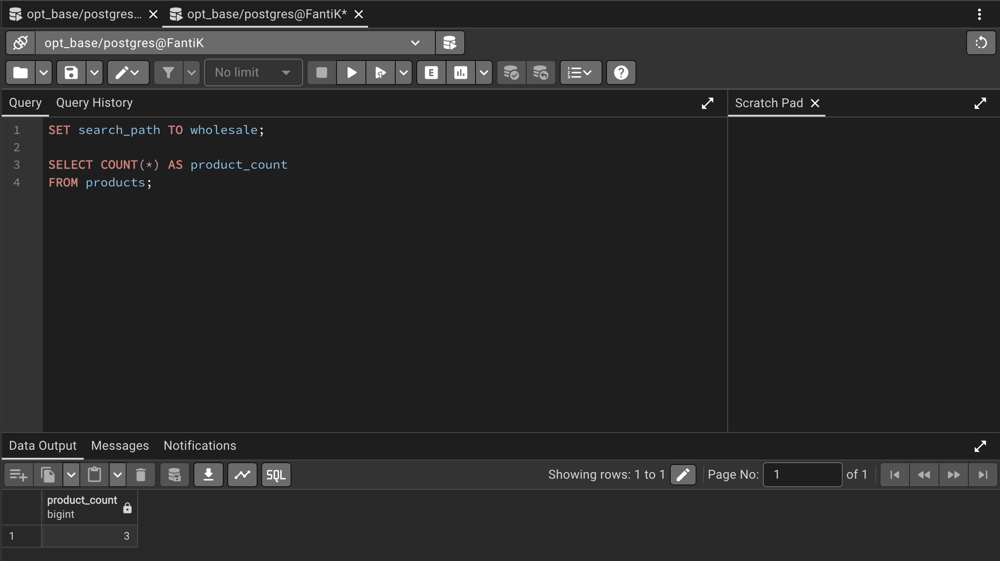 opt_base/postgres... opt_base/postgres@FantiK*
opt_base/postgres@FantiK
No limit
Query Query History
Scratch Pad
1 SET search_path TO wholesale;
2
3 SELECT COUNT(*) AS product_count
4 FROM products;
Data Output Messages Notifications
SQL Showing rows: 1 to 1 Page No: 1 of 1
product_count
bigint
1 3